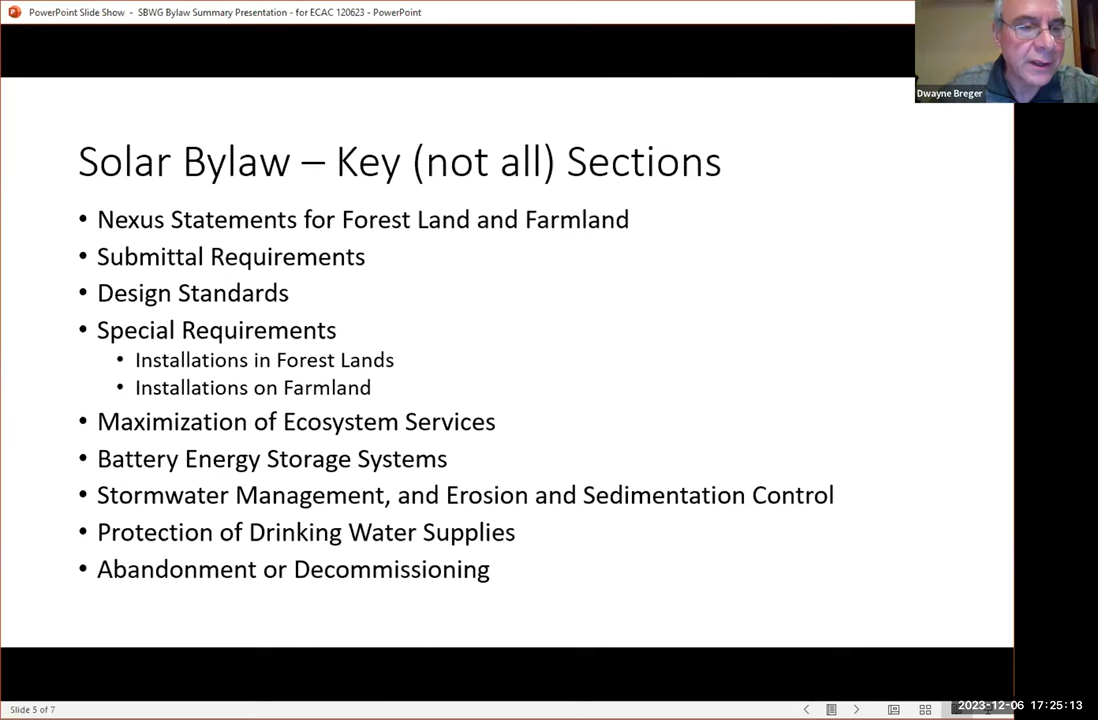 PowerPoint Slide Show - SBWG Bylaw Summary Presentation - for ECAC 120623 - PowerPoint
Dwayne Breger
Solar Bylaw – Key (not all) Sections
• Nexus Statements for Forest Land and Farmland
• Submittal Requirements
• Design Standards
• Special Requirements
• Installations in Forest Lands
• Installations on Farmland
• Maximization of Ecosystem Services
• Battery Energy Storage Systems
• Stormwater Management, and Erosion and Sedimentation Control
• Protection of Drinking Water Supplies
• Abandonment or Decommissioning
Slide 5 of 7
2023-12-06 17:25:13